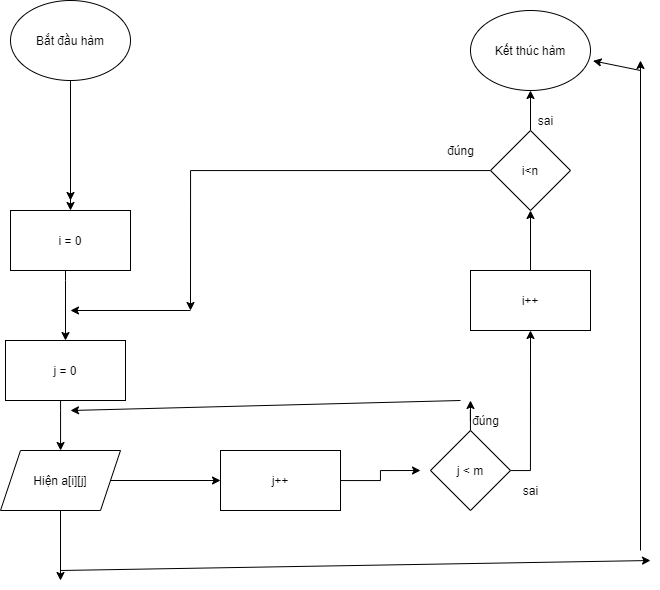 Bắt đầu hàm
Kết thúc hàm
sai
đúng
i<n
i = 0
i++
j = 0
đúng
Hiện a[i][j]
j++
j < m
sai